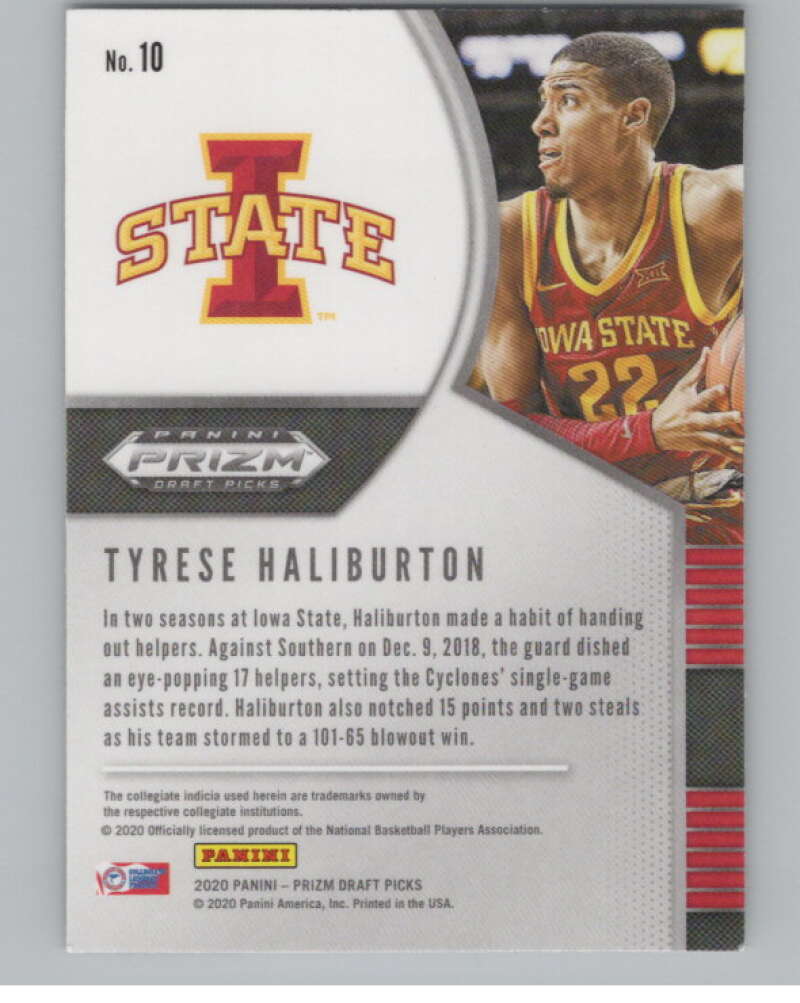 No. 10
I
STATE
TM
IOWA STATE
22
XII
PANINI
PRIZM
DRAFT PICKS
TYRESE HALIBURTON
In two seasons at Iowa State, Haliburton made a habit of handing
out helpers. Against Southern on Dec. 9, 2018, the guard dished
an eye-popping 17 helpers, setting the Cyclones' single-game
assists record. Haliburton also notched 15 points and two steals
as his team stormed to a 101-65 blowout win.
The collegiate indicia used herein are trademarks owned by
the respective collegiate institutions.
© 2020 Officially licensed product of the National Basketball Players Association.
PANINI
2020 PANINI – PRIZM DRAFT PICKS
© 2020 Panini America, Inc. Printed in the USA.